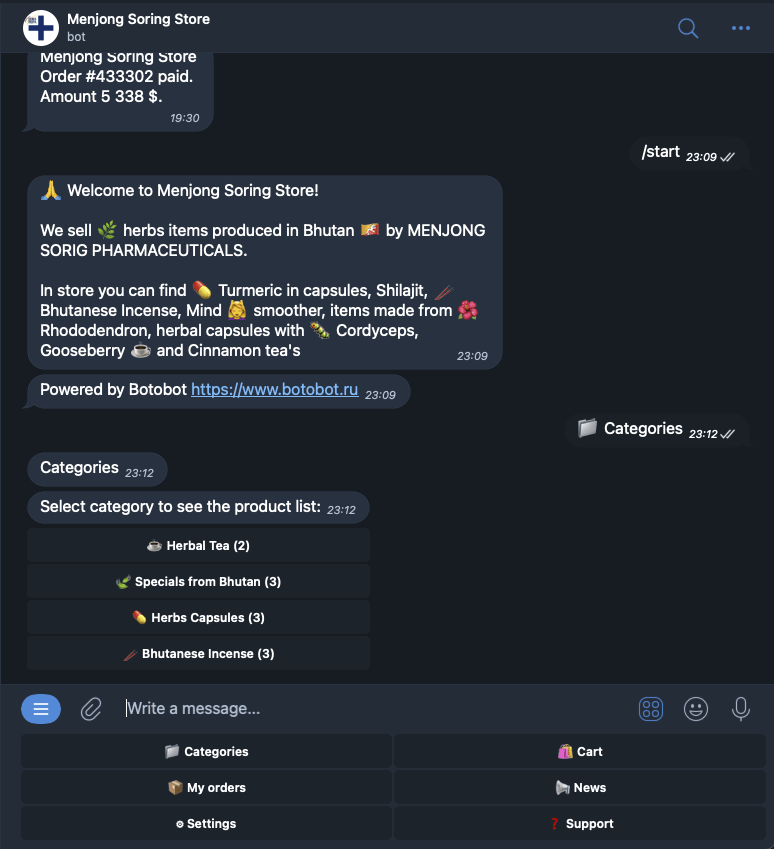 Menjong Soring Store
bot
Menjong Soring Store
Order #433302 paid.
Amount 5 338 $.
19:30
/start 23:09
🙏 Welcome to Menjong Soring Store!
We sell 🌿 herbs items produced in Bhutan 🇧🇹 by MENJONG
SORIG PHARMACEUTICALS.
In store you can find 💊 Turmeric in capsules, Shilajit, 🥢
Bhutanese Incense, Mind 💆 smoother, items made from 🌺
Rhododendron, herbal capsules with 🐛 Cordyceps,
Gooseberry ☕ and Cinnamon tea's
23:09
Powered by Botobot https://www.botobot.ru 23:09
📁 Categories 23:12
Categories 23:12
Select category to see the product list: 23:12
☕ Herbal Tea (2)
🌿 Specials from Bhutan (3)
💊 Herbs Capsules (3)
🥢 Bhutanese Incense (3)
Write a message...
📁 Categories
🛍 Cart
📦 My orders
📢 News
⚙ Settings
❓ Support